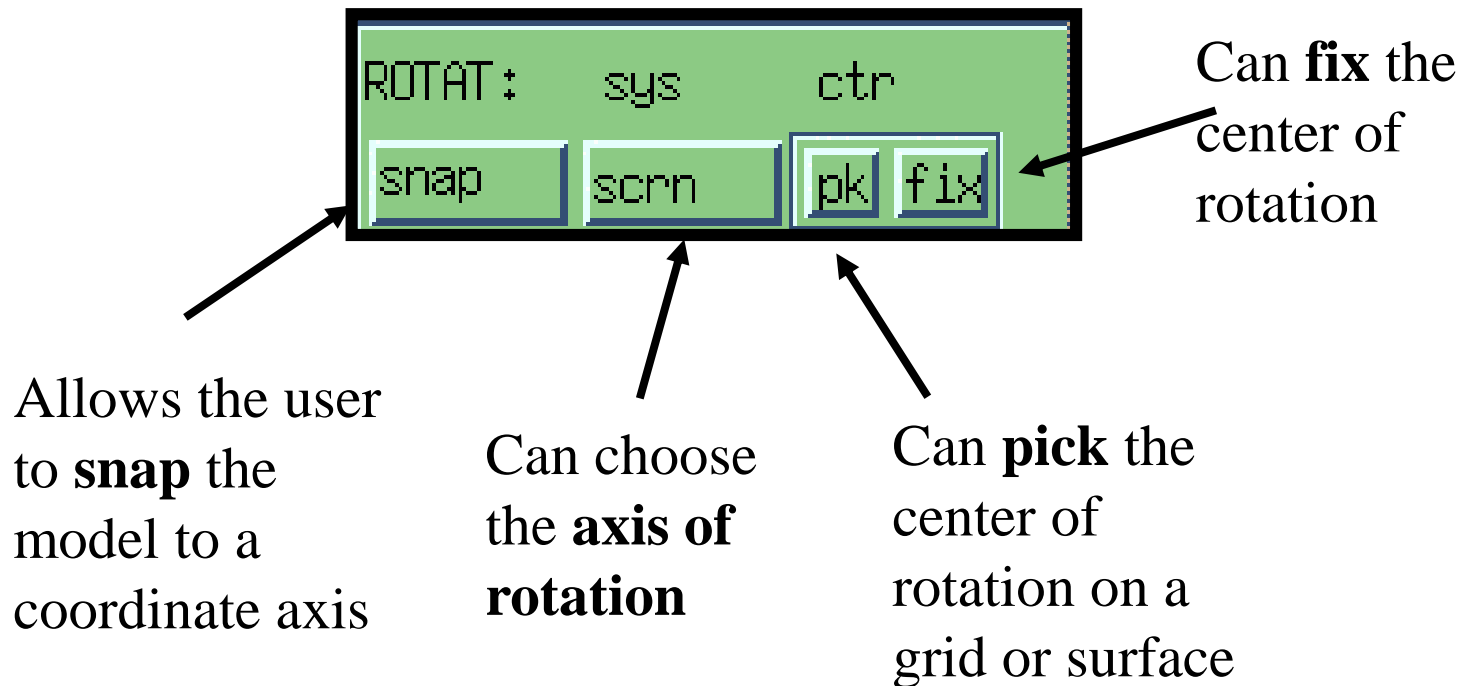 ROTAT: sys ctr
snap scrn pk fix
Can fix the
center of
rotation
Allows the user
to snap the
model to a
coordinate axis
Can choose
the axis of
rotation
Can pick the
center of
rotation on a
grid or surface